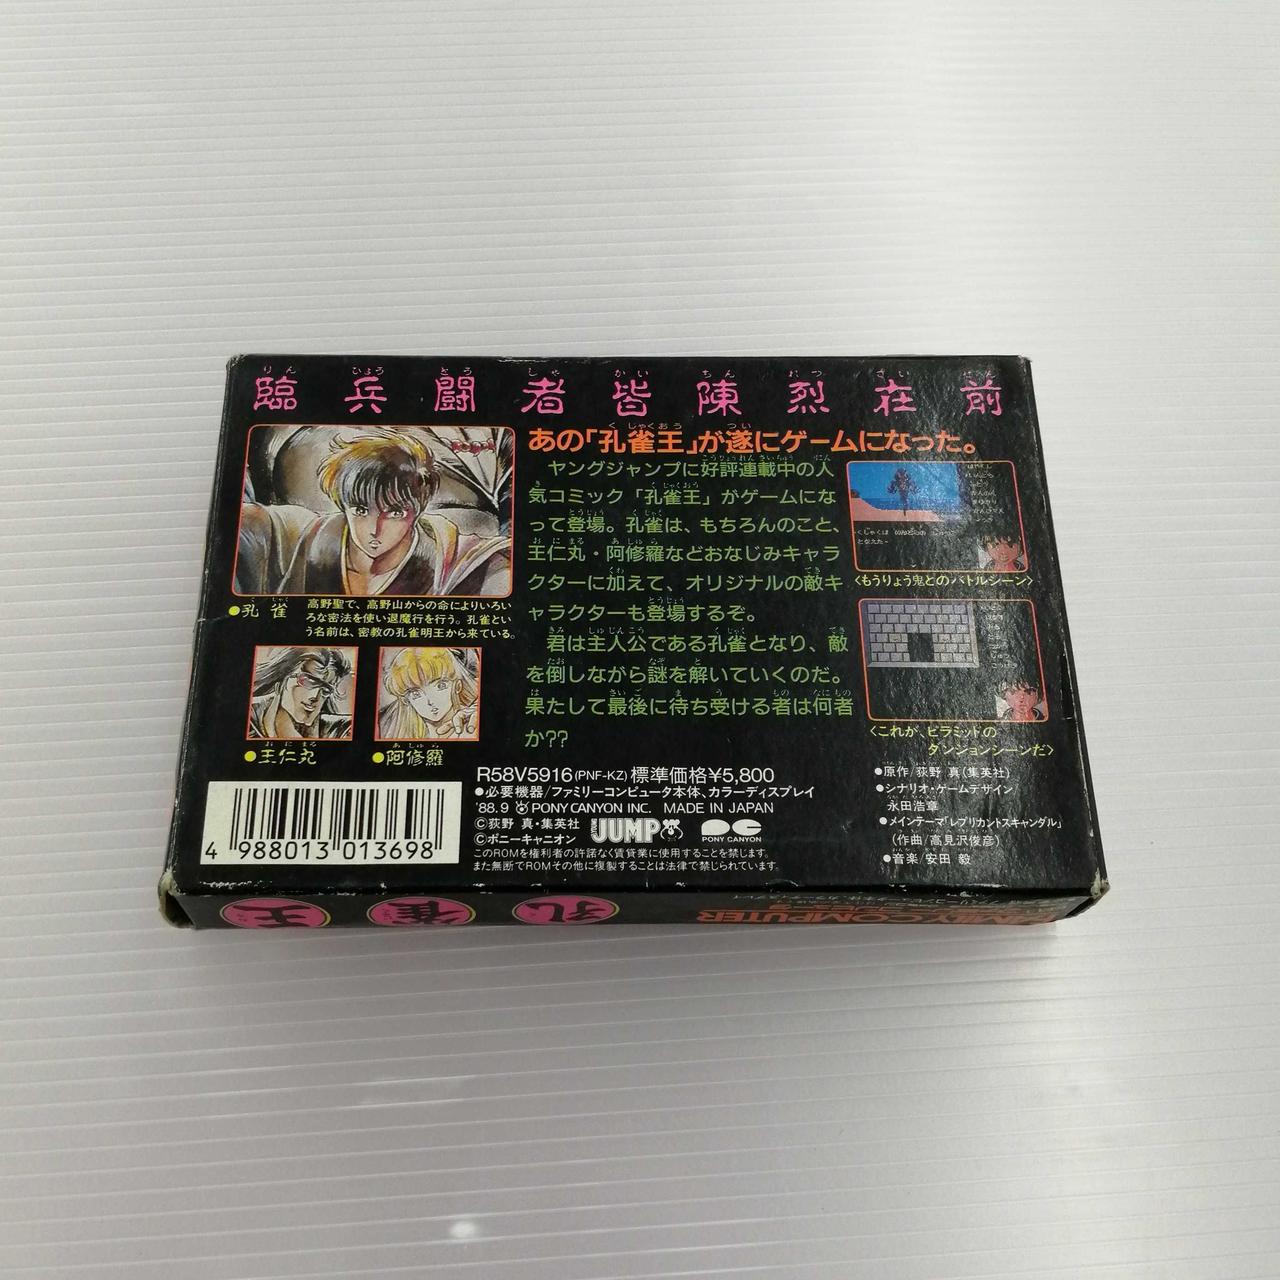 臨兵闘者皆陳烈在前
あの「孔雀王」が遂にゲームになった。
ヤングジャンプに好評連載中の人
気コミック「孔雀王」がゲームにな
って登場。孔雀は、もちろんのこと、
王仁丸・阿修羅などおなじみキャラ
クターに加えて、オリジナルの敵キ
ャラクターも登場するぞ。
君は主人公である孔雀となり、敵
を倒しながら謎を解いていくのだ。
果たして最後に待ち受ける者は何者
か??
●孔雀
高野聖で、高野山からの命によりいろい
ろな密法を使い退魔行を行う。孔雀とい
う名前は、密教の孔雀明王から来ている。
●王仁丸
●阿修羅
<もうりょう鬼とのバトルシーン>
<これが、ピラミッドの
ダンジョンシーンだ>
R58V5916(PNF-KZ)標準価格¥5,800
●必要機器/ファミリーコンピュータ本体、カラーディスプレイ
'88.9 PONY CANYON INC. MADE IN JAPAN
©荻野 真・集英社
©ポニーキャニオン
JUMP
PONY CANYON
このROMを権利者の許諾なく賃貸業に使用することを禁じます。
また無断でROMその他に複製することは法律で禁じられています。
●原作/荻野 真(集英社)
●シナリオ・ゲームデザイン
永田浩章
●メインテーマ「レプリカントスキャンダル」
(作曲/高見沢俊彦)
●音楽/安田 毅
4 988013 013698
孔雀王
FAMILY COMPUTER